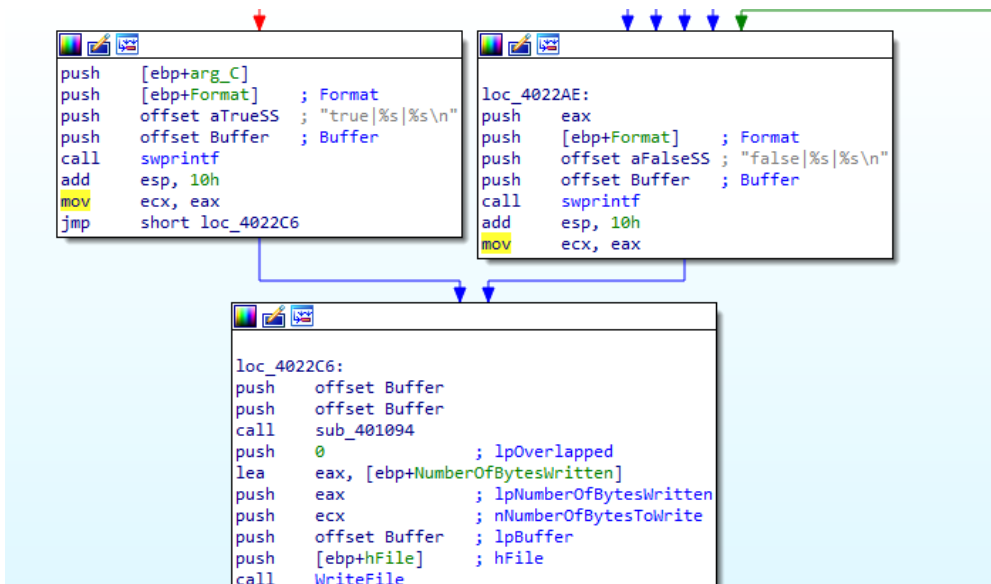 push [ebp+arg_C]
push [ebp+Format] ; Format
push offset aTrueSS ; "true|%s|%s\n"
push offset Buffer ; Buffer
call swprintf
add esp, 10h
mov ecx, eax
jmp short loc_4022C6
loc_4022AE:
push eax
push [ebp+Format] ; Format
push offset aFalseSS ; "false|%s|%s\n"
push offset Buffer ; Buffer
call swprintf
add esp, 10h
mov ecx, eax
loc_4022C6:
push offset Buffer
push offset Buffer
call sub_401094
push 0 ; lpOverlapped
lea eax, [ebp+NumberOfBytesWritten]
push eax ; lpNumberOfBytesWritten
push ecx ; nNumberOfBytesToWrite
push offset Buffer ; lpBuffer
push [ebp+hFile] ; hFile
call WriteFile